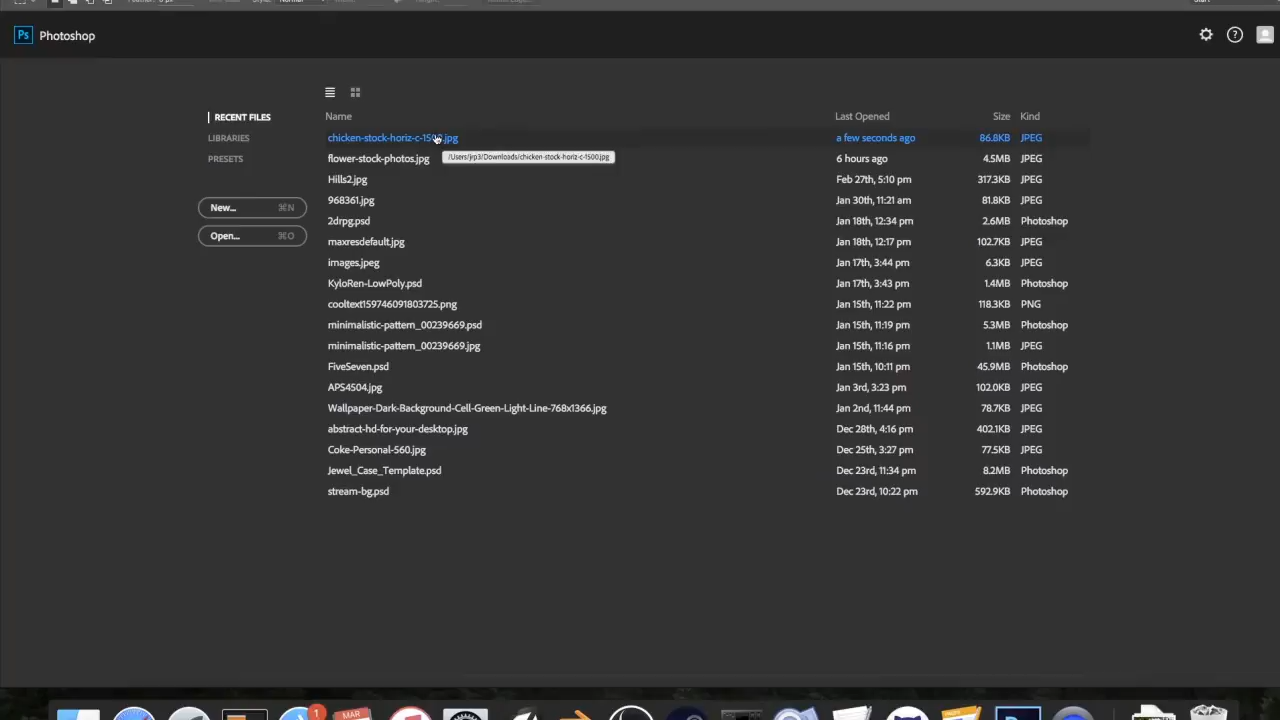 Ps Photoshop
RECENT FILES
LIBRARIES
PRESETS
New... ⌘N
Open... ⌘O
Name Last Opened Size Kind
chicken-stock-horiz-c-1500.jpg a few seconds ago 86.8KB JPEG
/Users/jrp3/Downloads/chicken-stock-horiz-c-1500.jpg
flower-stock-photos.jpg 6 hours ago 4.5MB JPEG
Hills2.jpg Feb 27th, 5:10 pm 317.3KB JPEG
968361.jpg Jan 30th, 11:21 am 81.8KB JPEG
2drpg.psd Jan 18th, 12:34 pm 2.6MB Photoshop
maxresdefault.jpg Jan 18th, 12:17 pm 102.7KB JPEG
images.jpeg Jan 17th, 3:44 pm 6.3KB JPEG
KyloRen-LowPoly.psd Jan 17th, 3:43 pm 1.4MB Photoshop
cooltext159746091803725.png Jan 15th, 11:22 pm 118.3KB PNG
minimalistic-pattern_00239669.psd Jan 15th, 11:19 pm 5.3MB Photoshop
minimalistic-pattern_00239669.jpg Jan 15th, 11:16 pm 1.1MB JPEG
FiveSeven.psd Jan 15th, 10:11 pm 45.9MB Photoshop
APS4504.jpg Jan 3rd, 3:23 pm 102.0KB JPEG
Wallpaper-Dark-Background-Cell-Green-Light-Line-768x1366.jpg Jan 2nd, 11:44 pm 78.7KB JPEG
abstract-hd-for-your-desktop.jpg Dec 28th, 4:16 pm 402.1KB JPEG
Coke-Personal-560.jpg Dec 25th, 3:27 pm 77.5KB JPEG
Jewel_Case_Template.psd Dec 23rd, 11:34 pm 8.2MB Photoshop
stream-bg.psd Dec 23rd, 10:22 pm 592.9KB Photoshop
1
MAR